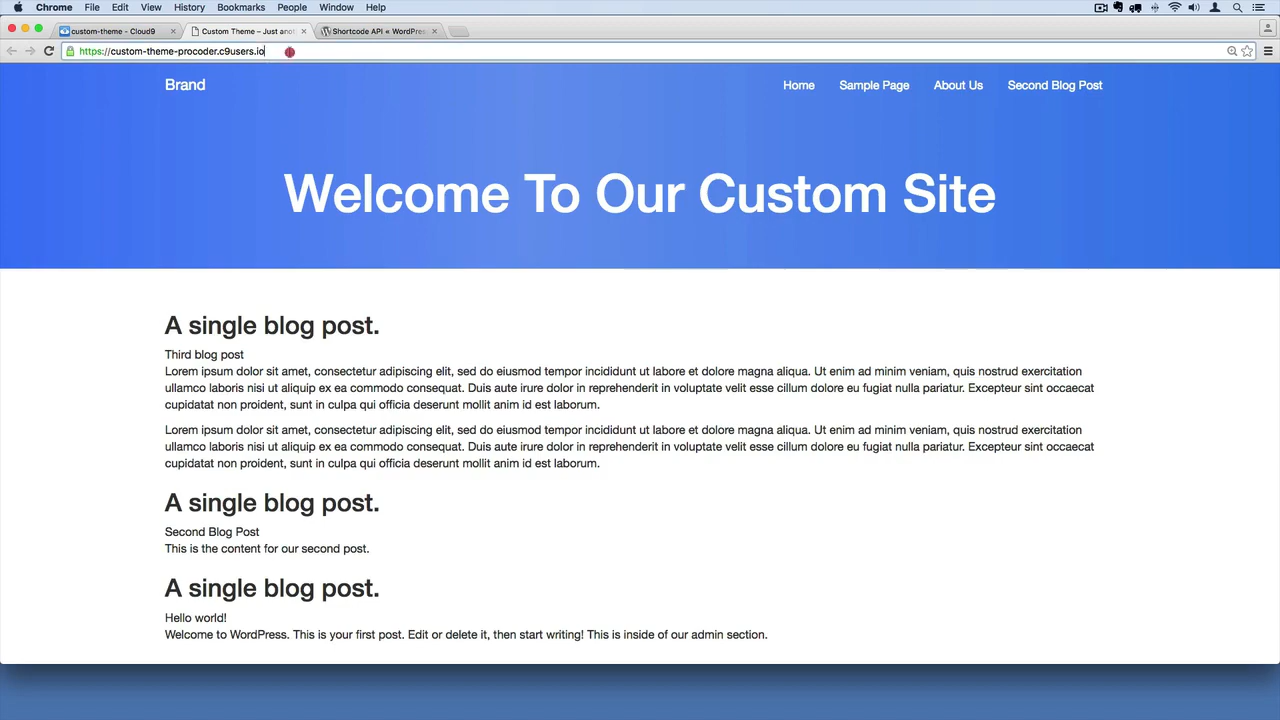 Chrome File Edit View History Bookmarks People Window Help
custom-theme - Cloud9
Custom Theme – Just ano
Shortcode API « WordPres
https://custom-theme-procoder.c9users.io
Brand
Home Sample Page About Us Second Blog Post
Welcome To Our Custom Site
A single blog post.
Third blog post
Lorem ipsum dolor sit amet, consectetur adipiscing elit, sed do eiusmod tempor incididunt ut labore et dolore magna aliqua. Ut enim ad minim veniam, quis nostrud exercitation
ullamco laboris nisi ut aliquip ex ea commodo consequat. Duis aute irure dolor in reprehenderit in voluptate velit esse cillum dolore eu fugiat nulla pariatur. Excepteur sint occaecat
cupidatat non proident, sunt in culpa qui officia deserunt mollit anim id est laborum.
Lorem ipsum dolor sit amet, consectetur adipiscing elit, sed do eiusmod tempor incididunt ut labore et dolore magna aliqua. Ut enim ad minim veniam, quis nostrud exercitation
ullamco laboris nisi ut aliquip ex ea commodo consequat. Duis aute irure dolor in reprehenderit in voluptate velit esse cillum dolore eu fugiat nulla pariatur. Excepteur sint occaecat
cupidatat non proident, sunt in culpa qui officia deserunt mollit anim id est laborum.
A single blog post.
Second Blog Post
This is the content for our second post.
A single blog post.
Hello world!
Welcome to WordPress. This is your first post. Edit or delete it, then start writing! This is inside of our admin section.